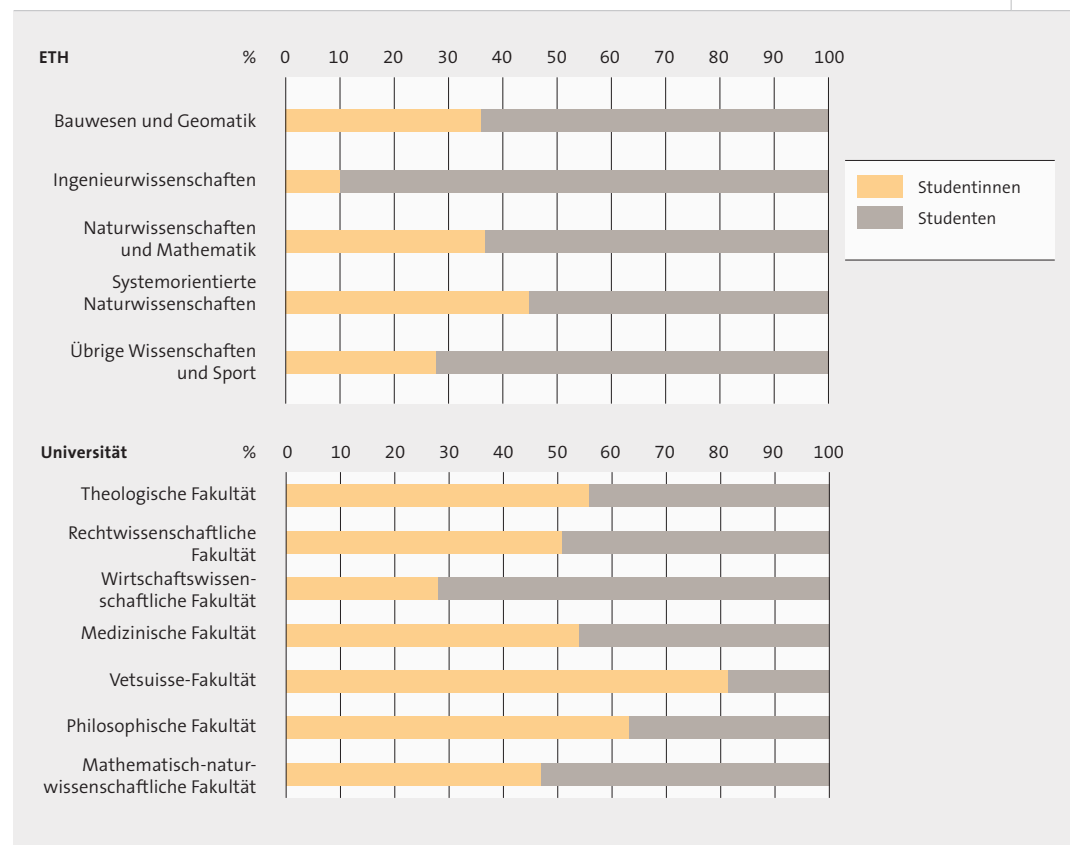 ETH % 0 10 20 30 40 50 60 70 80 90 100
Bauwesen und Geomatik
Ingenieurwissenschaften
Naturwissenschaften
und Mathematik
Systemorientierte
Naturwissenschaften
Übrige Wissenschaften
und Sport
Studentinnen
Studenten
Universität % 0 10 20 30 40 50 60 70 80 90 100
Theologische Fakultät
Rechtwissenschaftliche
Fakultät
Wirtschaftswissen-
schaftliche Fakultät
Medizinische Fakultät
Vetsuisse-Fakultät
Philosophische Fakultät
Mathematisch-natur-
wissenschaftliche Fakultät